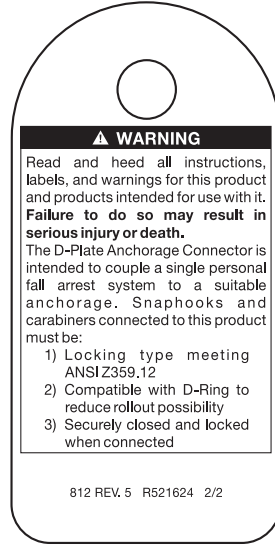 ⚠ WARNING
Read and heed all instructions,
labels, and warnings for this product
and products intended for use with it.
Failure to do so may result in
serious injury or death.
The D-Plate Anchorage Connector is
intended to couple a single personal
fall arrest system to a suitable
anchorage. Snaphooks and
carabiners connected to this product
must be:
1) Locking type meeting
ANSI Z359.12
2) Compatible with D-Ring to
reduce rollout possibility
3) Securely closed and locked
when connected
812 REV. 5 R521624 2/2